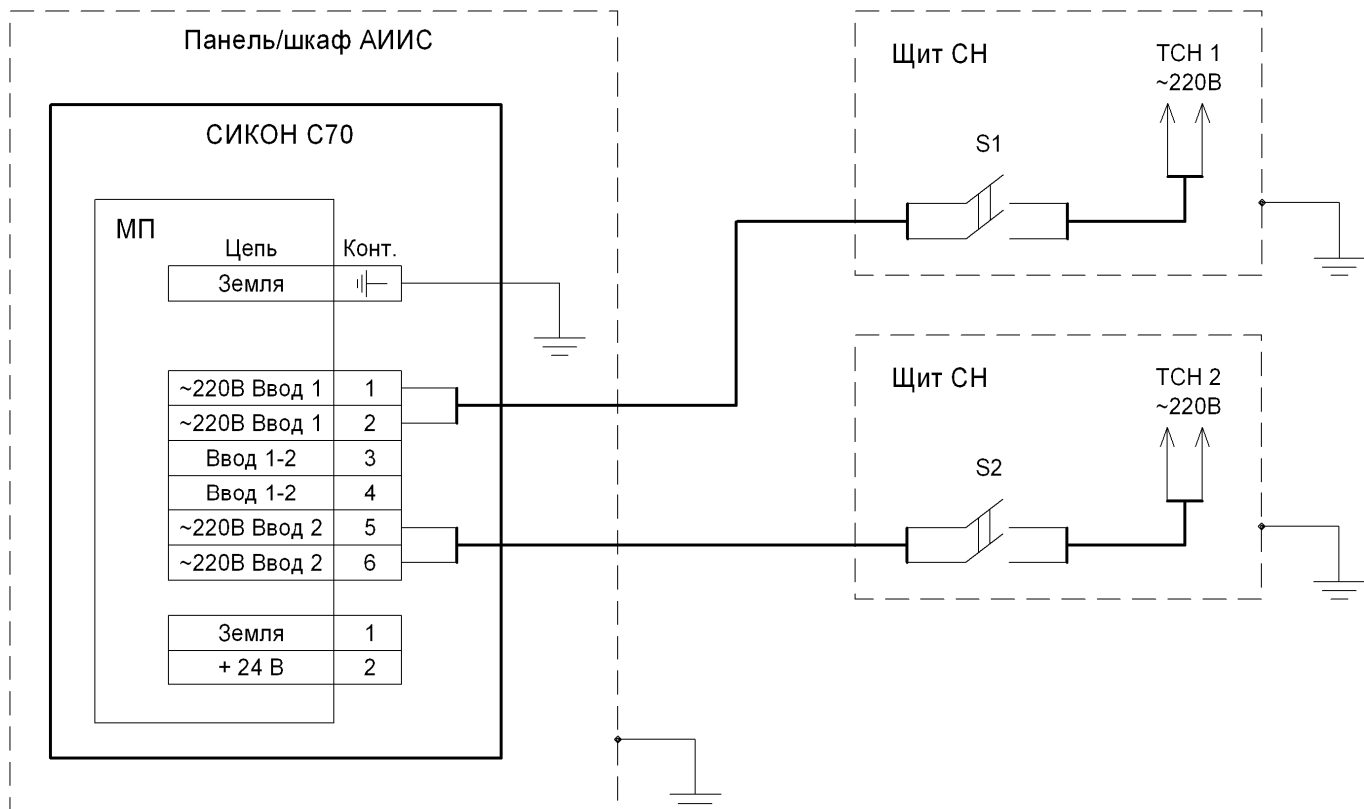 Панель/шкаф АИИС
СИКОН С70
МП
Цепь Конт.
Земля
~220В Ввод 1 1
~220В Ввод 1 2
Ввод 1-2 3
Ввод 1-2 4
~220В Ввод 2 5
~220В Ввод 2 6
Земля 1
+ 24 В 2
Щит СН
ТСН 1
~220В
S1
Щит СН
ТСН 2
~220В
S2